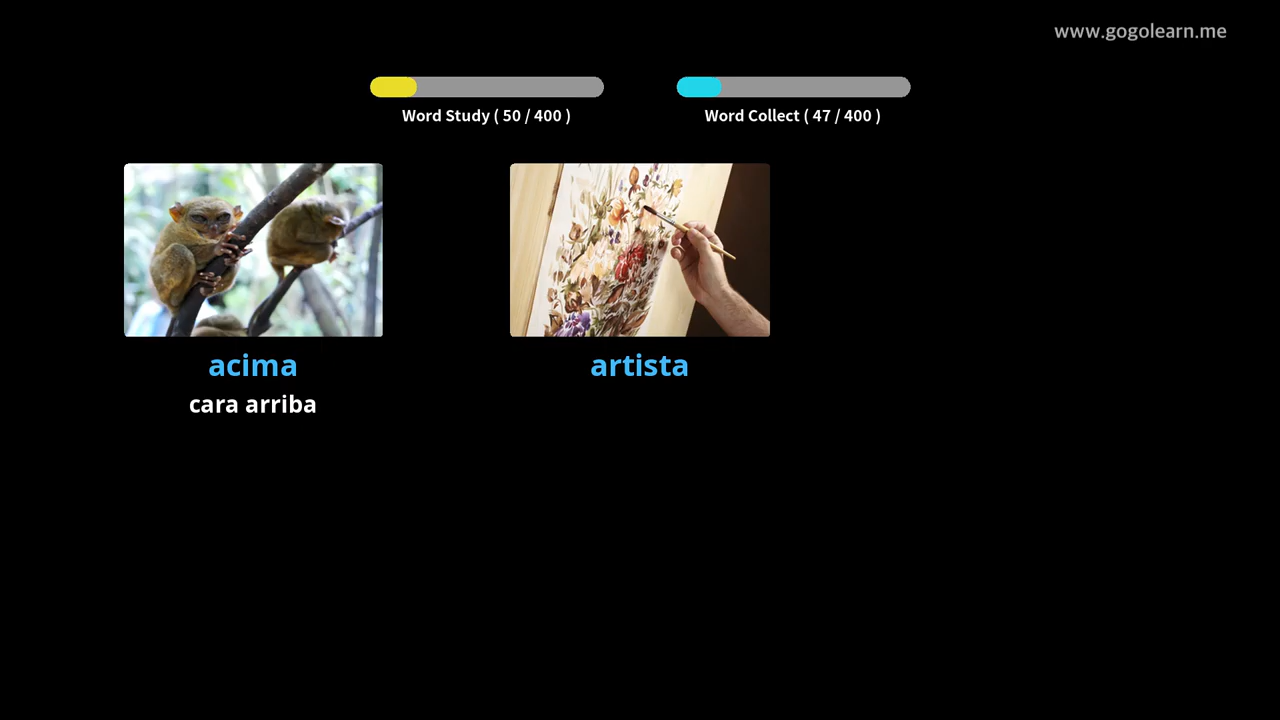 www.gogolearn.me
Word Study ( 50 / 400 )
Word Collect ( 47 / 400 )
acima
artista
cara arriba